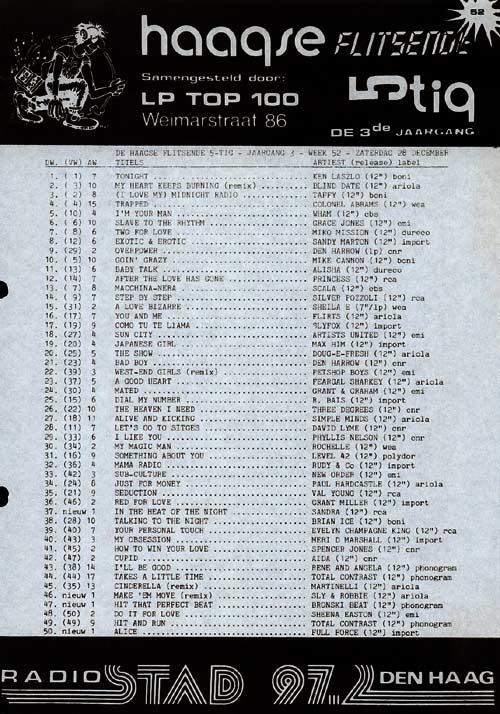 52
haagse FLITSENDE
Samengesteld door:
5tig
LP TOP 100
Weimarstraat 86
DE 3de JAARGANG
DE HAAGSE FLITSENDE 5-TIG - JAARGANG 3 - WEEK 52 - ZATERDAG 28 DECEMBER
DW. (VW) AW TITELS ARTIEST (release) label
1. ( 1) 7 TONIGHT KEN LASZLO (12") boni
2. ( 3) 10 MY HEART KEEPS BURNING (remix) BLIND DATE (12") ariola
3. ( 2) 8 (I LOVE MY) MIDNICHT RADIO TAFFY (12") boni
4. ( 4) 15 TRAPPED COLONEL ABRAMS (12") wea
5. (10) 4 I'M YOUR MAN WHAM (12") cbs
6. ( 6) 10 SLAVE TO THE RHYTHM GRACE JONES (12") emi
7. ( 8) 6 TWO FOR LOVE MIKO MISSION (12") dureco
8. (12) 6 EXOTIC & EROTIC SANDY MARTON (12") import
9. (29) 2 OVERPOWER DEN HARROW (lp) cnr
10. ( 5) 10 GOIN' CRAZY MIKE CANNON (12") boni
11. (13) 6 BABY TALK ALISHA (12") dureco
12. (14) 7 AFTER THE LOVE HAS GONE PRINCESS (12") rca
13. ( 7) 8 MACCHINA-NERA SCALA (12") cbs
14. ( 9) 7 STEP BY STEP SILVER POZZOLI (12") rca
15. (31) 2 A LOVE BIZARRE SHEILA E (7"/lp) wea
16. (17) 7 YOU AND ME FLIRTS (12") ariola
17. (19) 9 COMO TU TE LIAMA FLYFOX (12") import
18. (27) 4 SUN CITY ARTISTS UNITED (12") emi
19. (20) 4 JAPANESE GIRL MAX HIM (12") import
20. (25) 5 THE SHOW DOUG-E-FRESH (12") ariola
21. (23) 4 BAD BOY DEN HARROW (12") cnr
22. (39) 3 WEST-END GIRLS (remix) PETSHOP BOYS (12") emi
23. (37) 5 A GOOD HEART FEARGAL SHARKEY (12") ariola
24. (30) 4 MATED GRANT & GRAHAM (12") emi
25. (15) 6 DIAL MY NUMBER R. BAIS (12") import
26. (22) 10 THE HEAVEN I NEED THREE DEGREES (12") cnr
27. (18) 11 ALIVE AND KICKING SIMPLE MINDS (12") ariola
28. (11) 7 LET'S GO TO SITGES DAVID LYME (12") cnr
29. (33) 6 I LIKE YOU PHYLLIS NELSON (12") cnr
30. (34) 2 MY MAGIC MAN ROCHELLE (12") wea
31. (16) 9 SOMETHING ABOUT YOU LEVEL 42 (12") polydor
32. (36) 4 MAMA RADIO RUDY & Co (12") import
33. (42) 3 SUB-CULTURE NEW ORDER (12") emi
34. (24) 8 JUST FOR MONEY PAUL HARDCASTLE (12") ariola
35. (21) 9 SEDUCTION VAL YOUNG (12") rca
36. (46) 2 RED FOR LOVE GRANT MILLER (12") import
37. nieuw 1 IN THE HEAT OF THE NIGHT SANDRA (12") rca
38. (28) 10 TALKING TO THE NIGHT BRIAN ICE (12") boni
39. (40) 7 YOUR PERSONAL TOUCH EVELYN CHAMPAGNE KING (12") rca
40. (43) 3 MY OBSESSION MERI D MARSHALL (12") import
41. (45) 2 HOW TO WIN YOUR LOVE SPENCER JONES (12") cnr
42. (47) 2 CUPID AIDA (12") cnr
43. (38) 14 I'LL BE GOOD RENE AND ANGELA (12") phonogram
44. (44) 17 TAKES A LITTLE TIME TOTAL CONTRAST (12") phonogram
45. (35) 13 CINDERELLA (remix) MARTINELLI (12") ariola
46. nieuw 1 MAKE 'EM MOVE (remix) SLY & ROBBIE (12") ariola
47. nieuw 1 HIT THAT PERFECT BEAT BRONSKI BEAT (12") phonogram
48. (50) 2 DO IT FOR LOVE SHEENA EASTON (12") emi
49. (49) 9 HIT AND RUN TOTAL CONTRAST (12") phonogram
50. nieuw 1 ALICE FULL FORCE (12") import
RADIO STAD 97.2 DEN HAAG